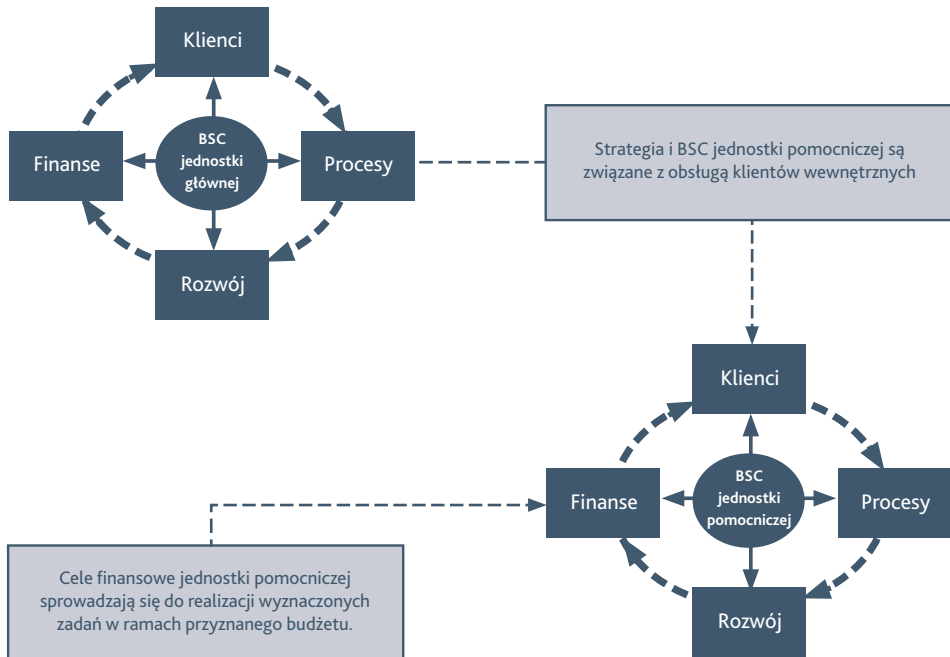 Klienci
Finanse
BSC
jednostki
głównej
Procesy
Rozwój
Strategia i BSC jednostki pomocniczej są
związane z obsługą klientów wewnętrznych
Klienci
Finanse
BSC
jednostki
pomocniczej
Procesy
Rozwój
Cele finansowe jednostki pomocniczej
sprowadzają się do realizacji wyznaczonych
zadań w ramach przyznanego budżetu.